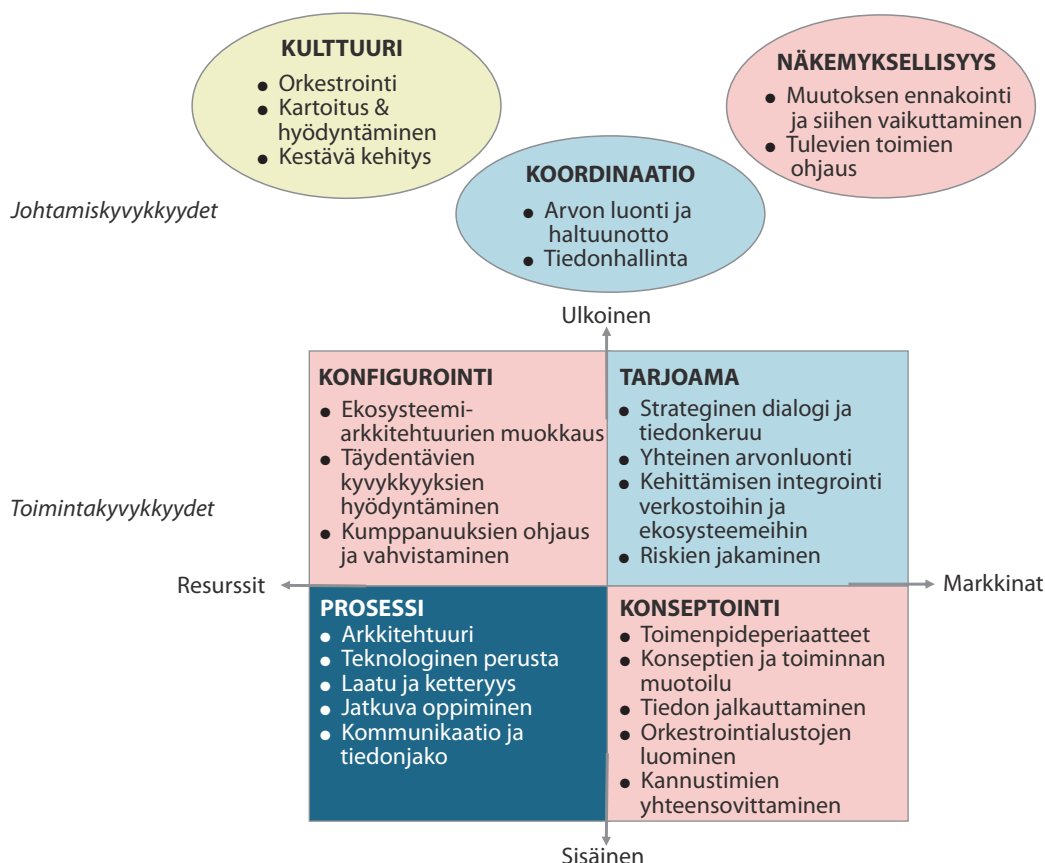 KULTTUURI
● Orkestrointi
● Kartoitus &
hyödyntäminen
● Kestävä kehitys
NÄKEMYKSELLISYYS
● Muutoksen ennakointi
ja siihen vaikuttaminen
● Tulevien toimien
ohjaus
KOORDINAATIO
● Arvon luonti ja
haltuunotto
● Tiedonhallinta
Johtamiskyvykkyydet
Ulkoinen
KONFIGUROINTI
● Ekosysteemi-
arkkitehtuurien muokkaus
● Täydentävien
kyvykkyyksien
hyödyntäminen
● Kumppanuuksien ohjaus
ja vahvistaminen
TARJOAMA
● Strateginen dialogi ja
tiedonkeruu
● Yhteinen arvonluonti
● Kehittämisen integrointi
verkostoihin ja
ekosysteemeihin
● Riskien jakaminen
Toimintakyvykkyydet
Resurssit
Markkinat
PROSESSI
● Arkkitehtuuri
● Teknologinen perusta
● Laatu ja ketteryys
● Jatkuva oppiminen
● Kommunikaatio ja
tiedonjako
KONSEPTOINTI
● Toimenpideperiaatteet
● Konseptien ja toiminnan
muotoilu
● Tiedon jalkauttaminen
● Orkestrointialustojen
luominen
● Kannustimien
yhteensovittaminen
Sisäinen